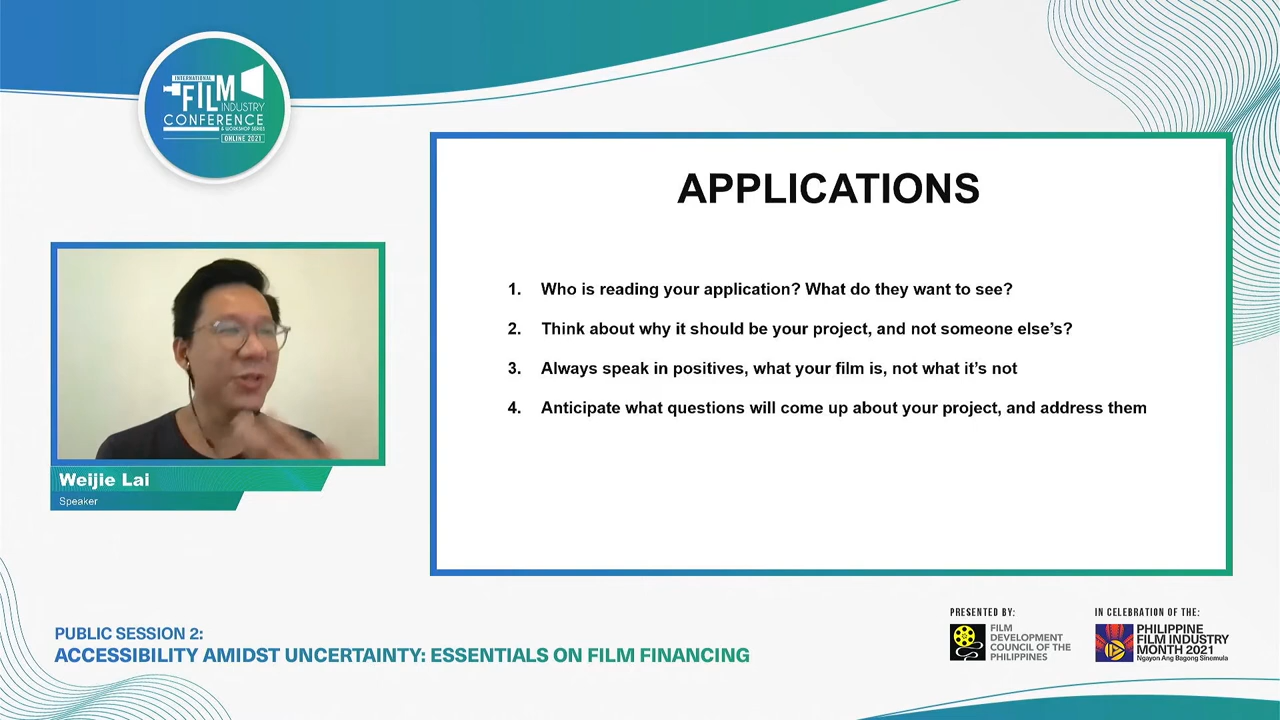 INTERNATIONAL
FILM
INDUSTRY
CONFERENCE
& WORKSHOP SERIES
ONLINE 2021
APPLICATIONS
1. Who is reading your application? What do they want to see?
2. Think about why it should be your project, and not someone else's?
3. Always speak in positives, what your film is, not what it's not
4. Anticipate what questions will come up about your project, and address them
Weijie Lai
Speaker
PUBLIC SESSION 2:
ACCESSIBILITY AMIDST UNCERTAINTY: ESSENTIALS ON FILM FINANCING
PRESENTED BY:
FILM
DEVELOPMENT
COUNCIL OF THE
PHILIPPINES
IN CELEBRATION OF THE:
PHILIPPINE
FILM INDUSTRY
MONTH 2021
Ngayon Ang Bagong Sinemula